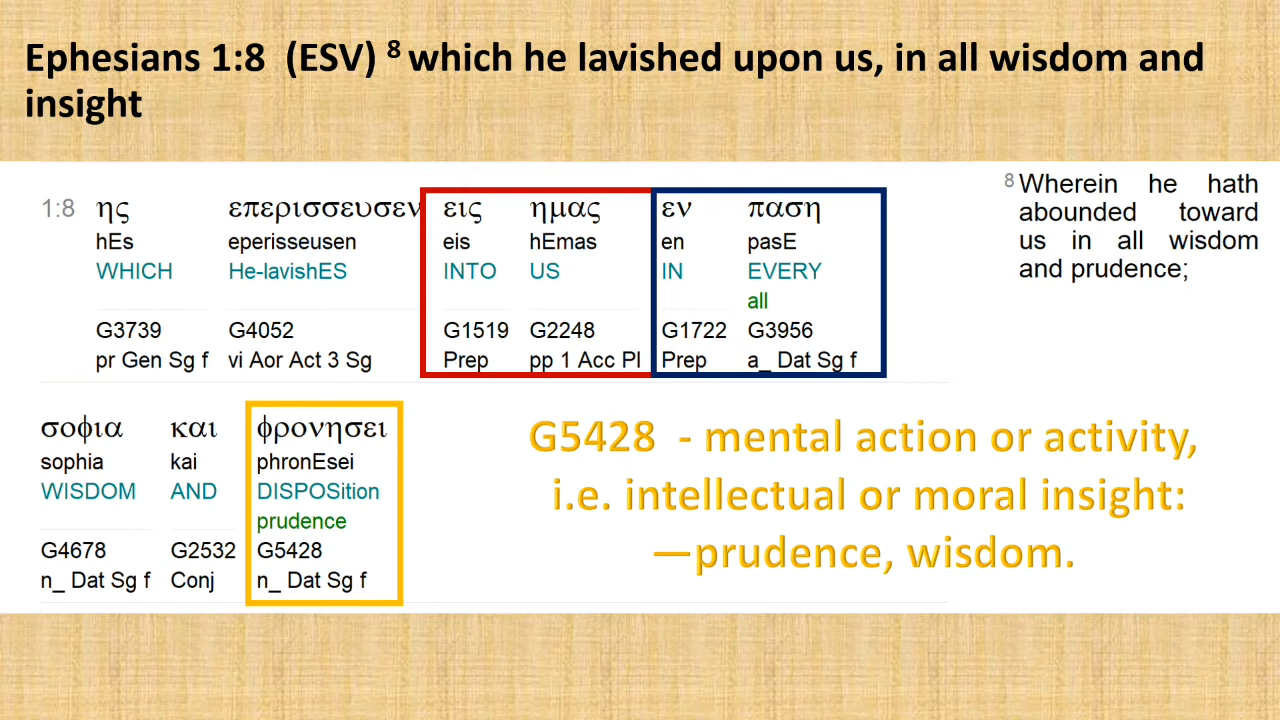 Ephesians 1:8 (ESV) 8 which he lavished upon us, in all wisdom and
insight
1:8 ης επερισσευσεν εις ημας εν παση
hEs eperisseusen eis hEmas en pasE
WHICH He-lavishES INTO US IN EVERY
all
G3739 G4052 G1519 G2248 G1722 G3956
pr Gen Sg f vi Aor Act 3 Sg Prep pp 1 Acc Pl Prep a_ Dat Sg f
8 Wherein he hath
abounded toward
us in all wisdom
and prudence;
σοφια και φρονησει
sophia kai phronEsei
WISDOM AND DISPOSition
prudence
G4678 G2532 G5428
n_ Dat Sg f Conj n_ Dat Sg f
G5428 - mental action or activity,
i.e. intellectual or moral insight:
—prudence, wisdom.